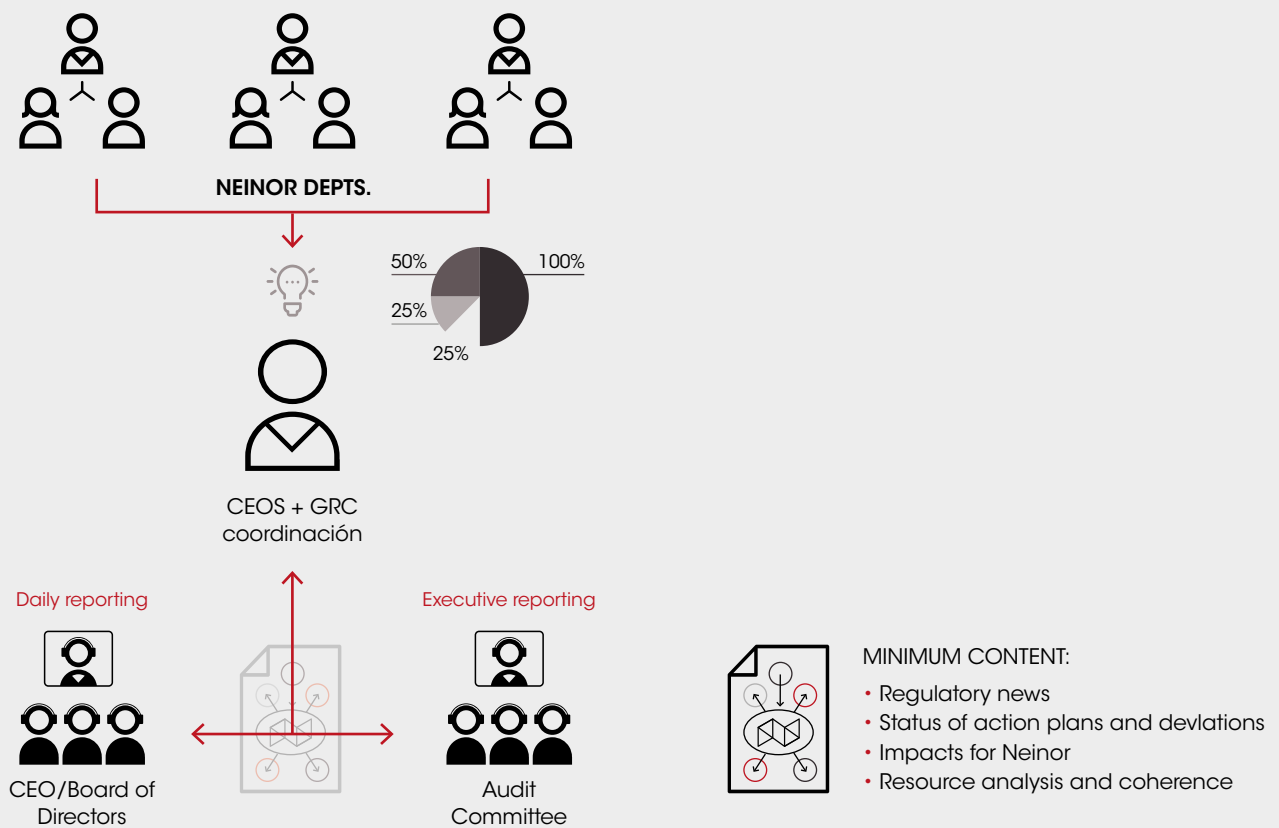 NEINOR DEPTS.
50%
100%
25%
25%
CEOS + GRC
coordinación
Daily reporting
Executive reporting
CEO/Board of
Directors
Audit
Committee
MINIMUM CONTENT:
• Regulatory news
• Status of action plans and devlations
• Impacts for Neinor
• Resource analysis and coherence